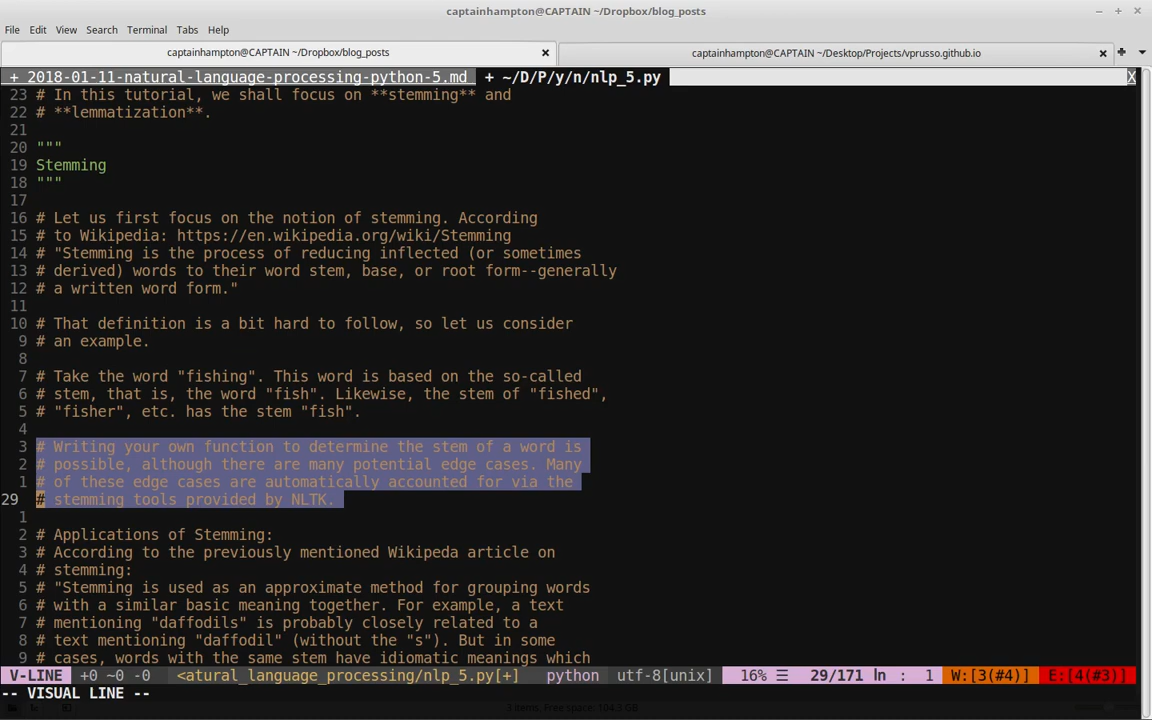 captainhampton@CAPTAIN ~/Dropbox/blog_posts
File Edit View Search Terminal Tabs Help
captainhampton@CAPTAIN ~/Dropbox/blog_posts captainhampton@CAPTAIN ~/Desktop/Projects/vprusso.github.io
+ 2018-01-11-natural-language-processing-python-5.md + ~/D/P/y/n/nlp_5.py X
23 # In this tutorial, we shall focus on **stemming** and
22 # **lemmatization**.
21
20 """
19 Stemming
18 """
17
16 # Let us first focus on the notion of stemming. According
15 # to Wikipedia: https://en.wikipedia.org/wiki/Stemming
14 # "Stemming is the process of reducing inflected (or sometimes
13 # derived) words to their word stem, base, or root form--generally
12 # a written word form."
11
10 # That definition is a bit hard to follow, so let us consider
9 # an example.
8
7 # Take the word "fishing". This word is based on the so-called
6 # stem, that is, the word "fish". Likewise, the stem of "fished",
5 # "fisher", etc. has the stem "fish".
4
3 # Writing your own function to determine the stem of a word is
2 # possible, although there are many potential edge cases. Many
1 # of these edge cases are automatically accounted for via the
29 # stemming tools provided by NLTK.
1
2 # Applications of Stemming:
3 # According to the previously mentioned Wikipeda article on
4 # stemming:
5 # "Stemming is used as an approximate method for grouping words
6 # with a similar basic meaning together. For example, a text
7 # mentioning "daffodils" is probably closely related to a
8 # text mentioning "daffodil" (without the "s"). But in some
9 # cases, words with the same stem have idiomatic meanings which
V-LINE +0 ~0 -0 <atural_language_processing/nlp_5.py[+] python utf-8[unix] 16% ☰ 29/171 ln : 1 W:[3(#4)] E:[4(#3)]
-- VISUAL LINE --
3 items, Free space: 104.3 GB